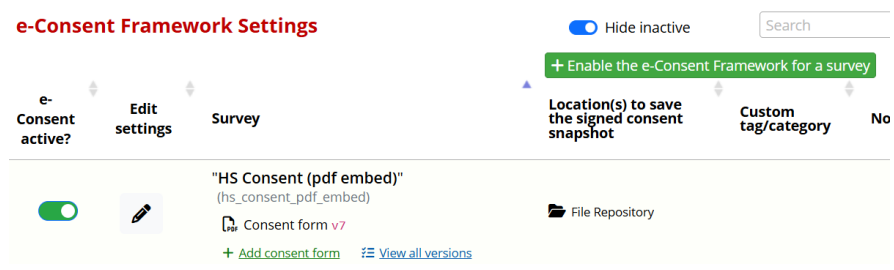 e-Consent Framework Settings
Hide inactive
Search
+ Enable the e-Consent Framework for a survey
e-
Consent
active?
Edit
settings
Survey
Location(s) to save
the signed consent
snapshot
Custom
tag/category
No
"HS Consent (pdf embed)"
(hs_consent_pdf_embed)
PDF Consent form v7
File Repository
+ Add consent form
View all versions